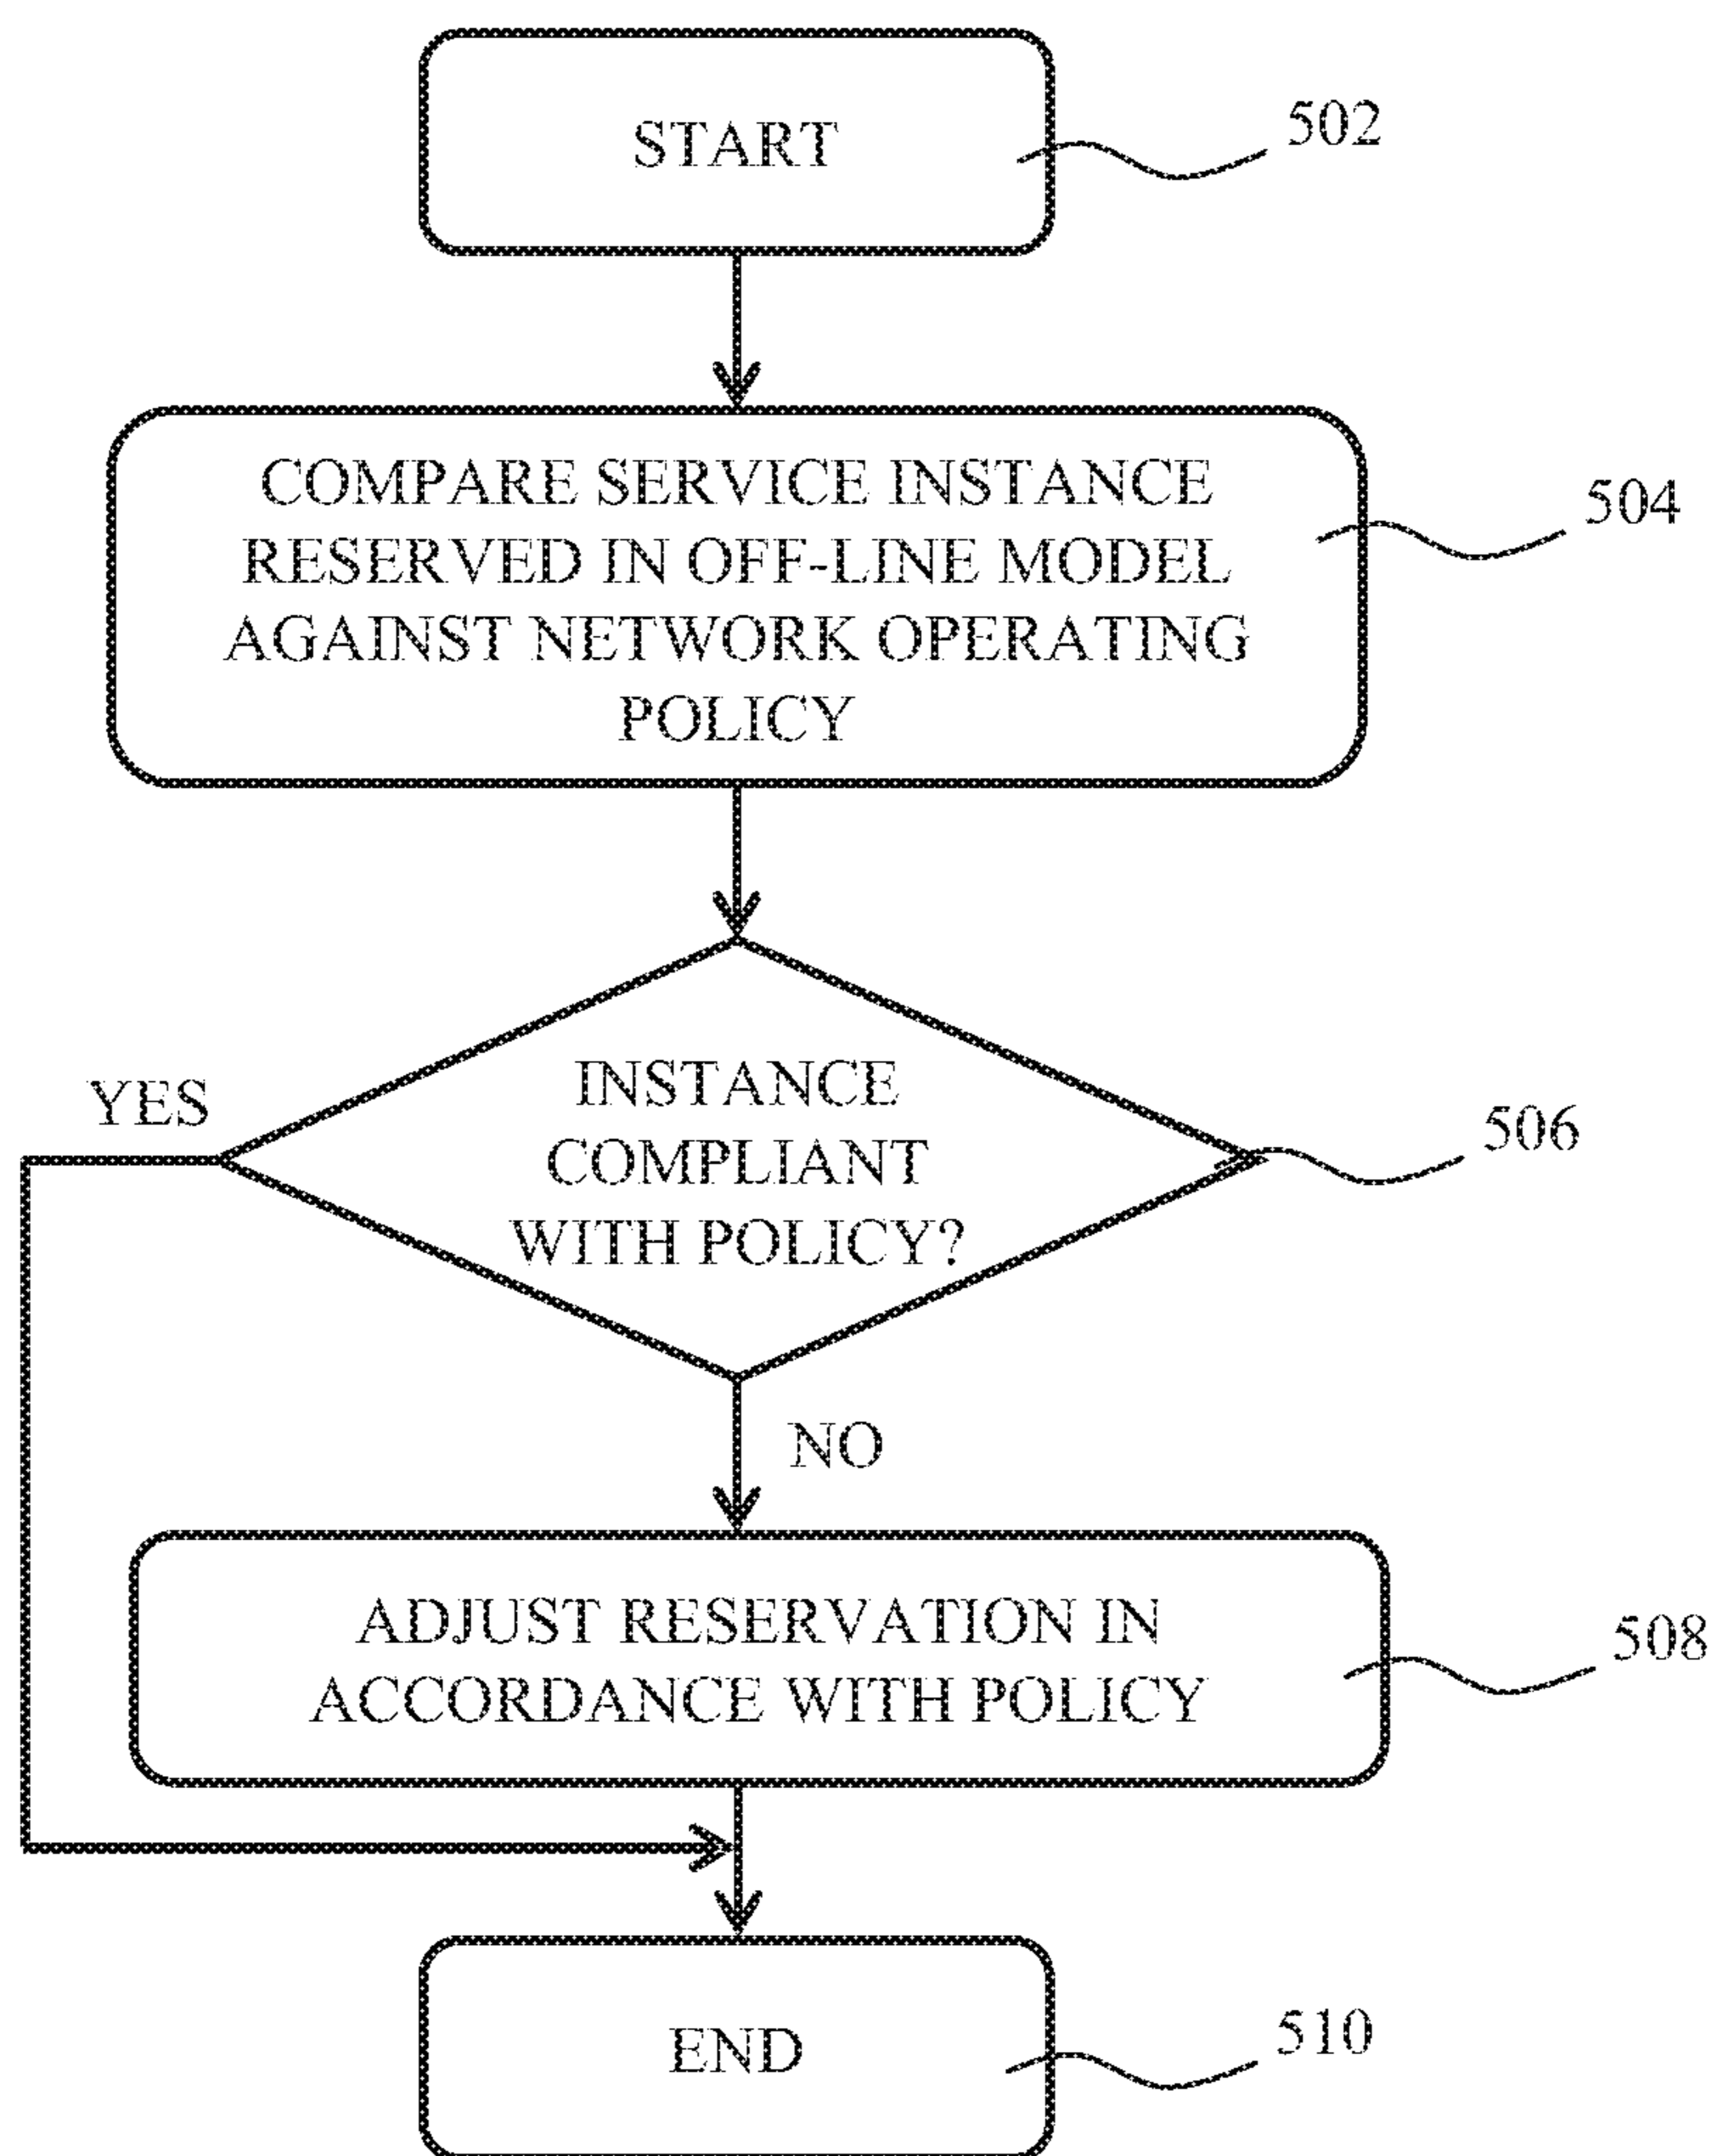 START
502
COMPARE SERVICE INSTANCE
RESERVED IN OFF-LINE MODEL
AGAINST NETWORK OPERATING
POLICY
504
YES
INSTANCE
COMPLIANT
WITH POLICY?
506
NO
ADJUST RESERVATION IN
ACCORDANCE WITH POLICY
508
END
510